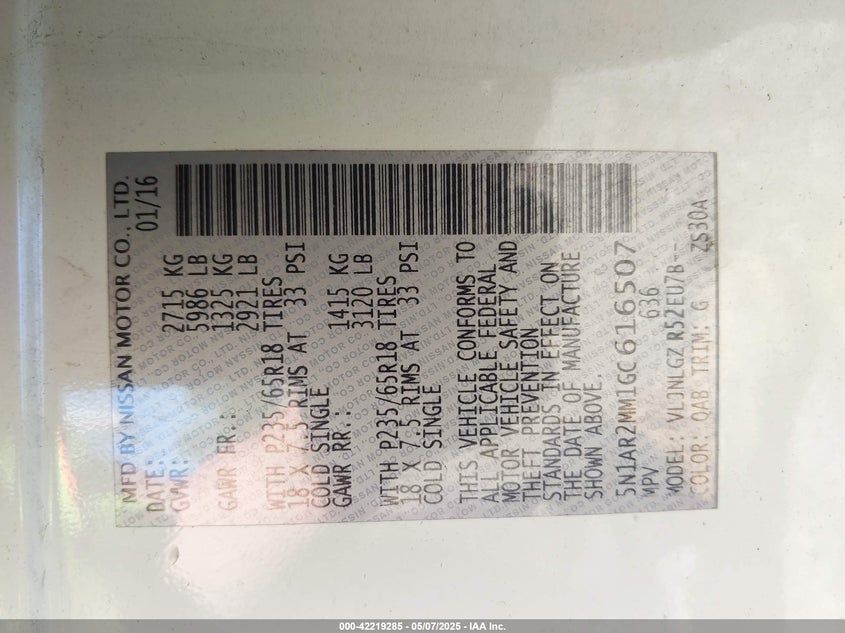 MFD BY NISSAN MOTOR CO., LTD.
DATE: 01/16
GVWR: 2715 KG
5986 LB
GAWR FR.: 1325 KG
2921 LB
WITH P235/65R18 TIRES
18 X 7.5 RIMS AT 33 PSI
COLD SINGLE
GAWR RR.: 1415 KG
3120 LB
WITH P235/65R18 TIRES
18 X 7.5 RIMS AT 33 PSI
COLD SINGLE
THIS VEHICLE CONFORMS TO
ALL APPLICABLE FEDERAL
MOTOR VEHICLE SAFETY AND
THEFT PREVENTION
STANDARDS IN EFFECT ON
THE DATE OF MANUFACTURE
SHOWN ABOVE.
5N1AR2MM1GC616507
MPV 636
MODEL: VLJNLGZ R52EU7B--
COLOR: QAB TRIM: G ZS30A
000-42219285 - 05/07/2025 - IAA Inc.